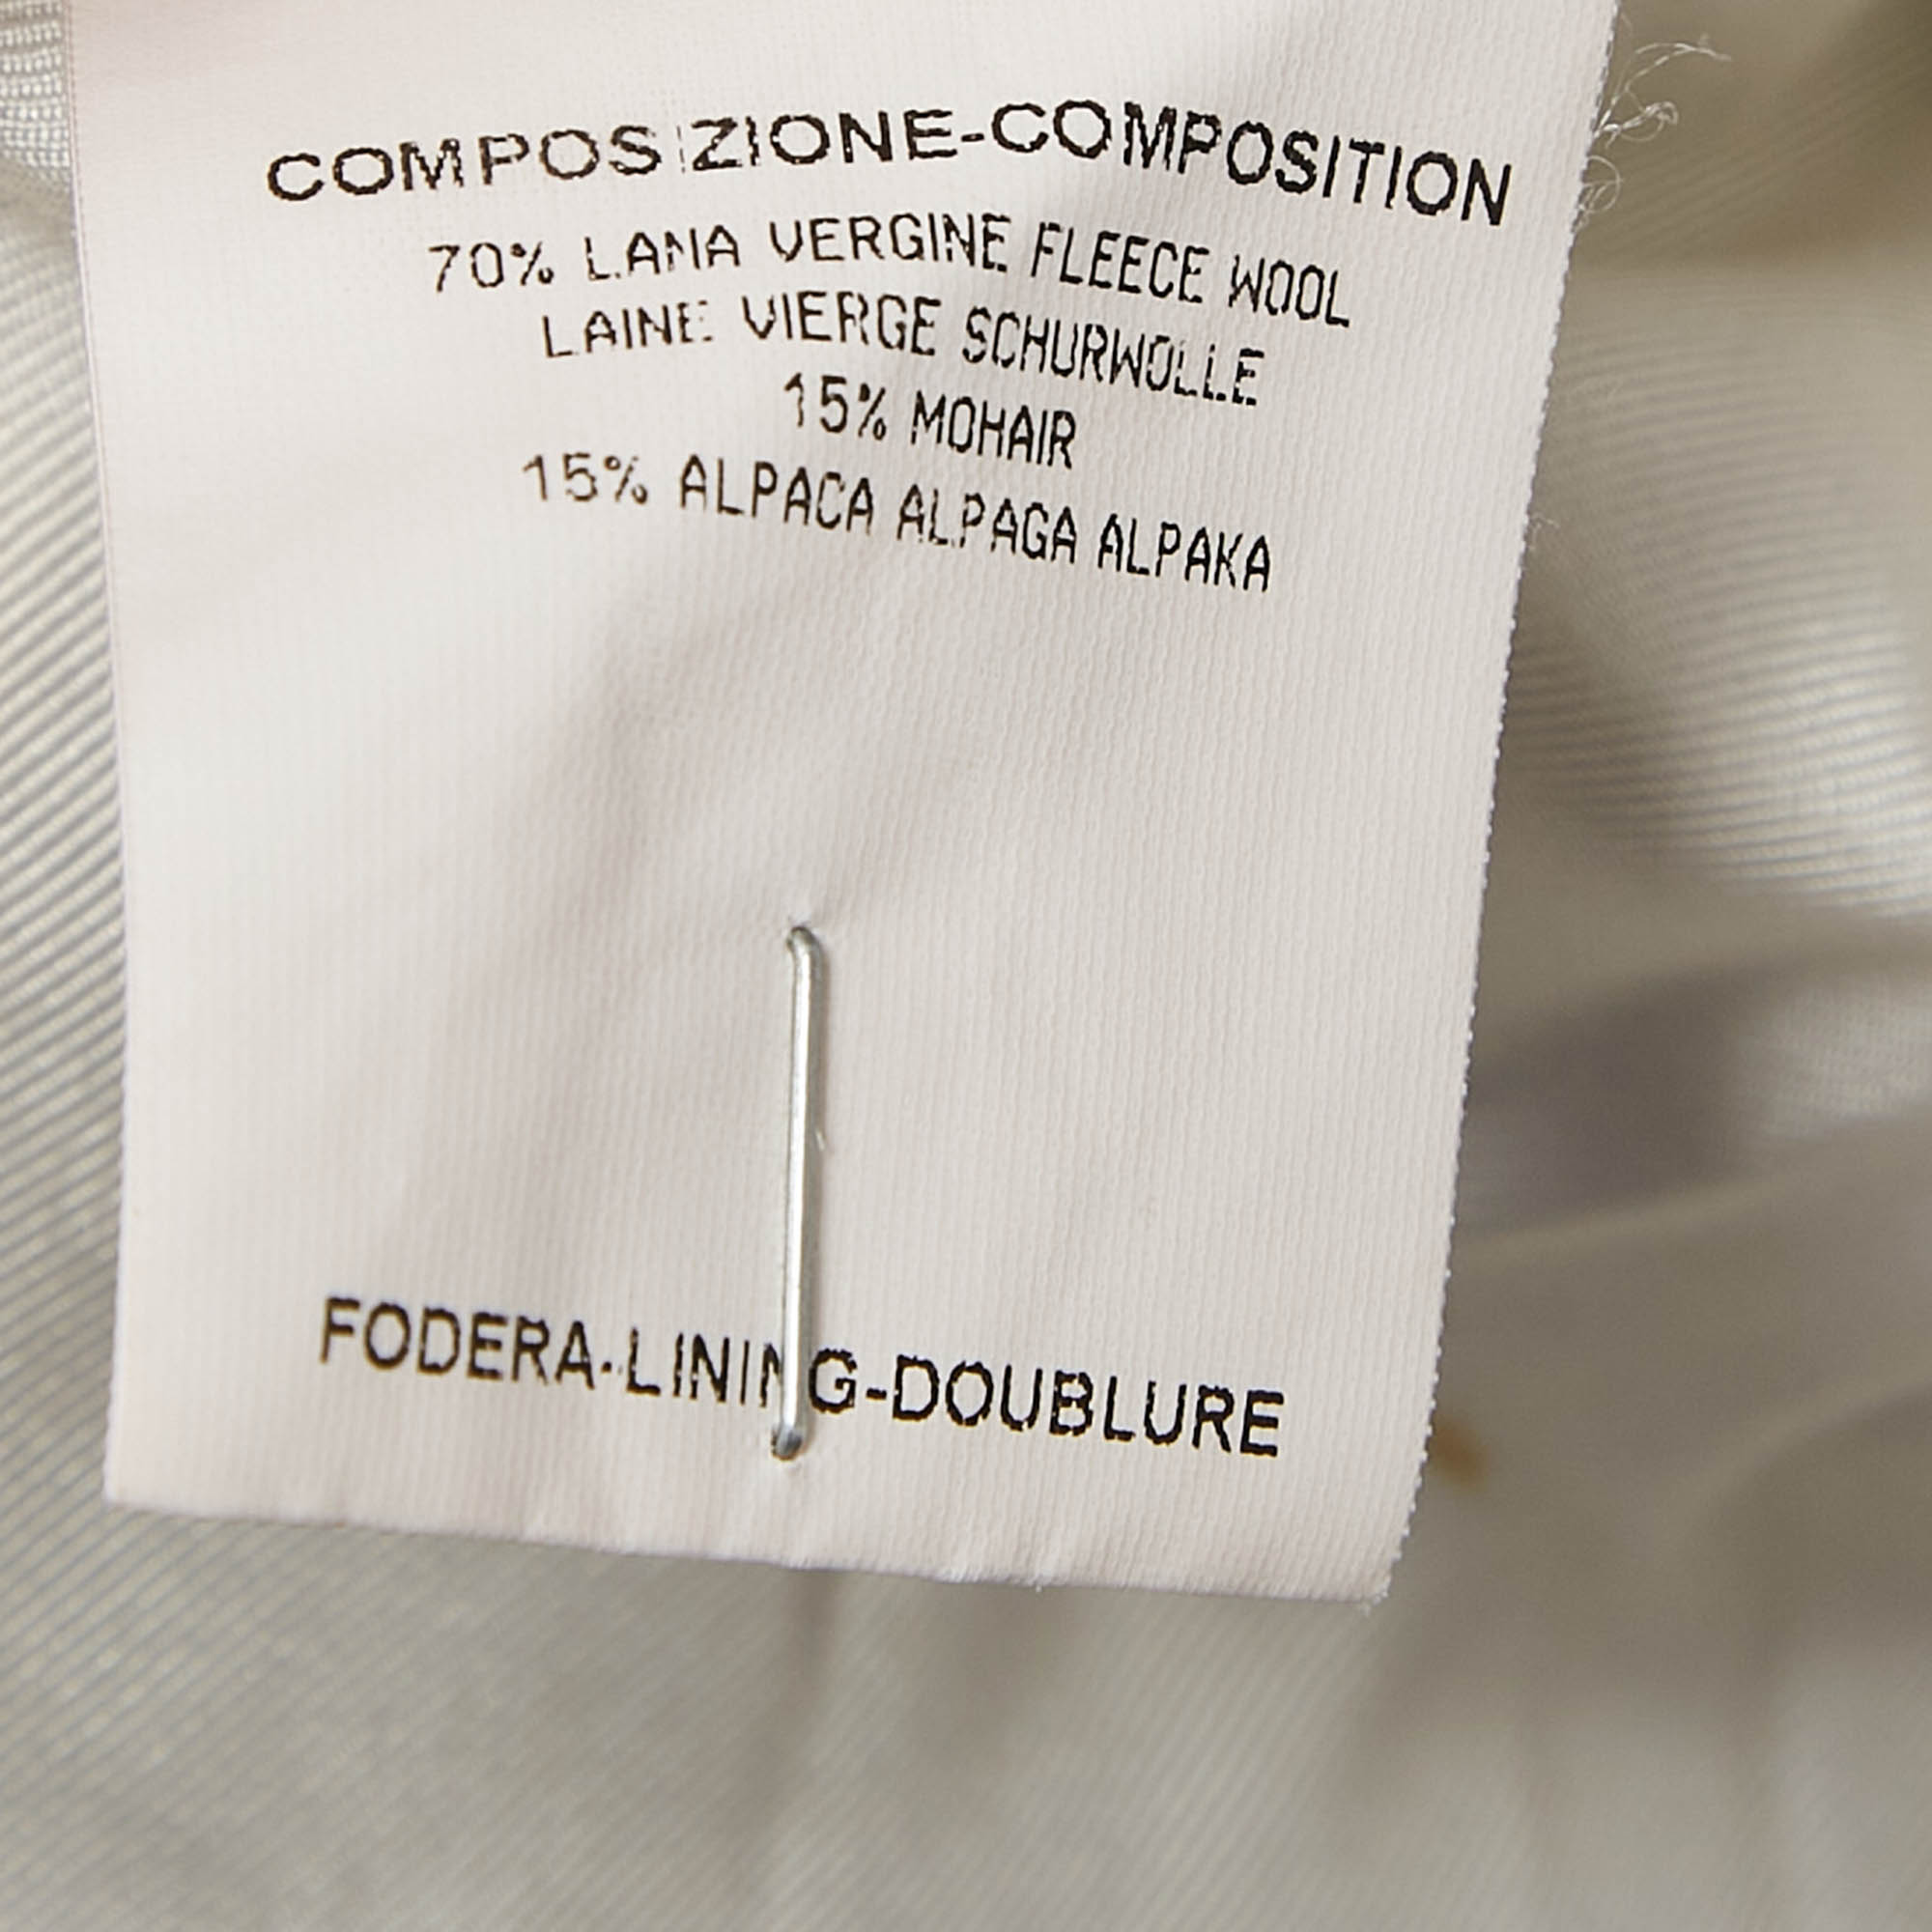 COMPOSIZIONE-COMPOSITION
70% LANA VERGINE FLEECE WOOL
LAINE VIERGE SCHURWOLLE
15% MOHAIR
15% ALPACA ALPAGA ALPAKA
FODERA-LINING-DOUBLURE